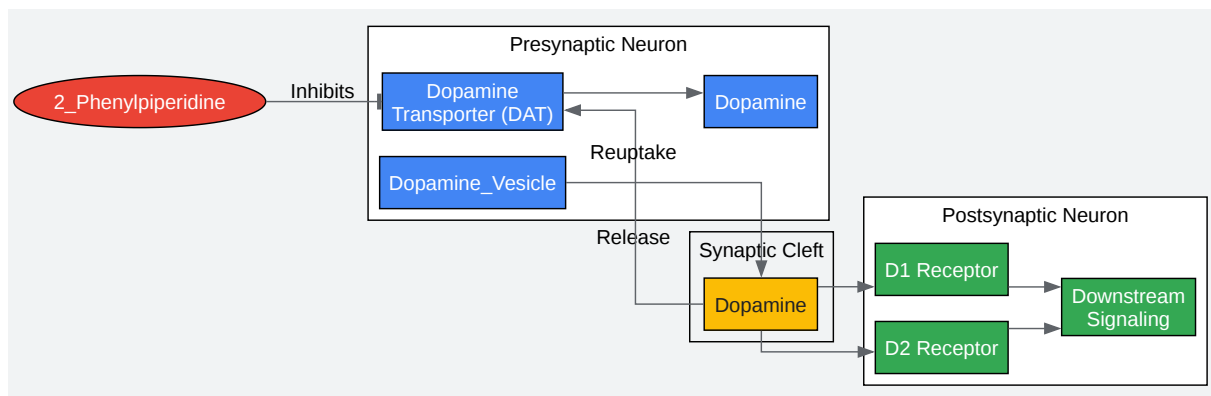 Presynaptic Neuron
2_Phenylpiperidine
Inhibits
Dopamine
Transporter (DAT)
Dopamine
Reuptake
Dopamine_Vesicle
Release
Synaptic Cleft
Dopamine
Postsynaptic Neuron
D1 Receptor
D2 Receptor
Downstream
Signaling